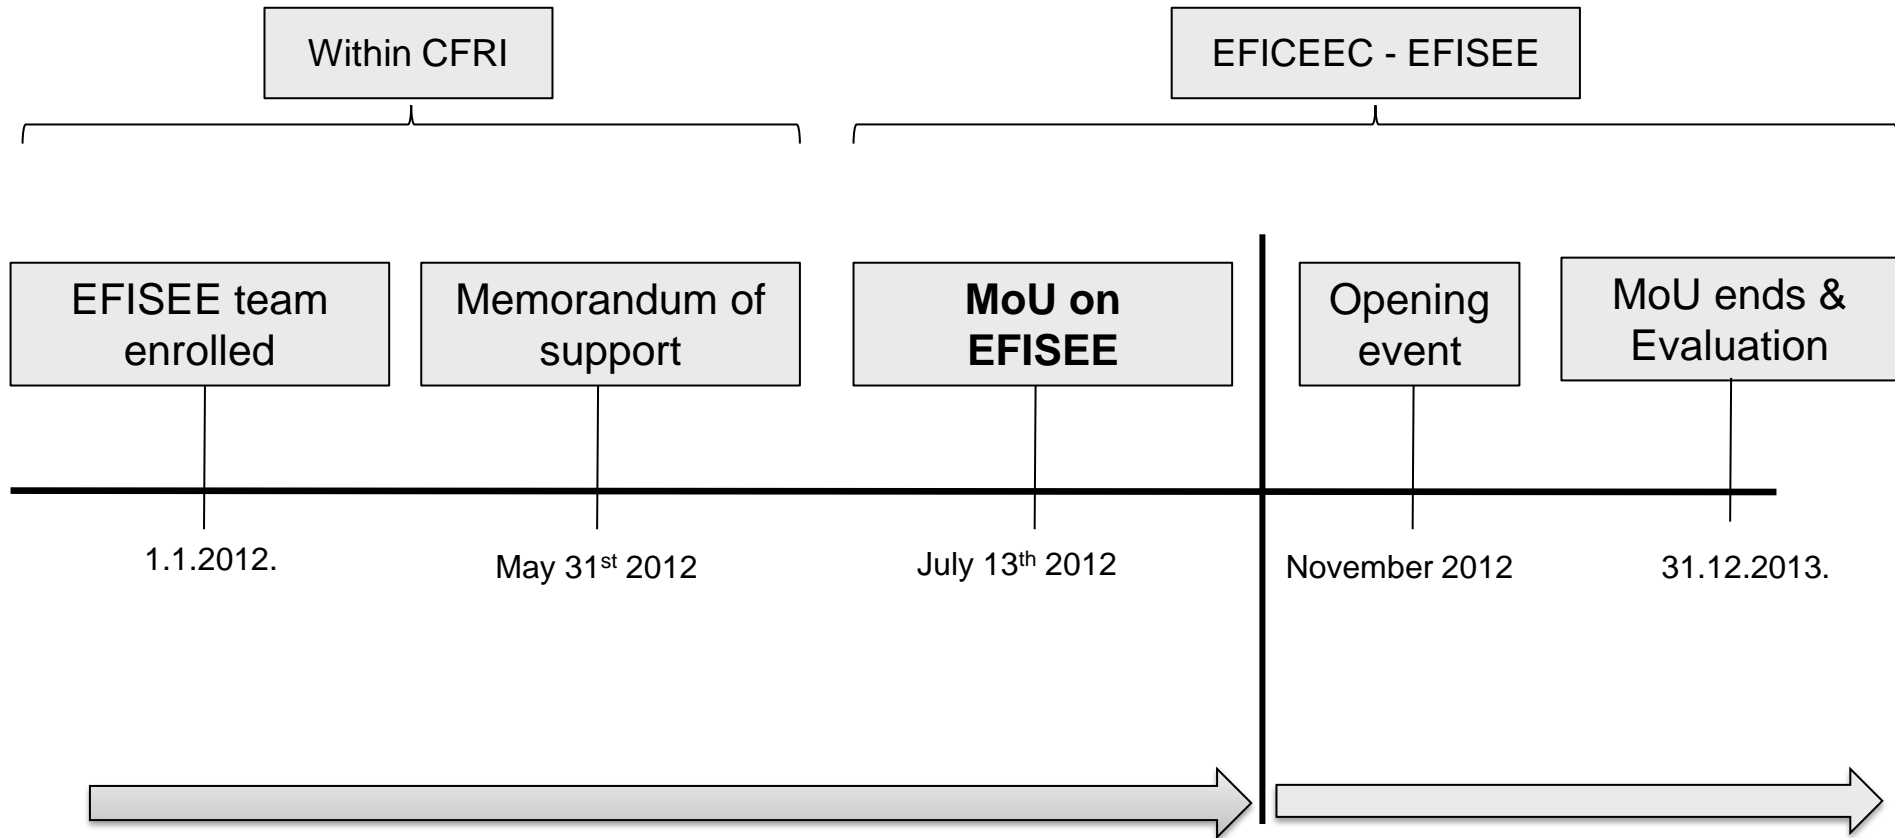 Within CFRI
EFICEEC - EFISEE
EFISEE team
enrolled
Memorandum of
support
MoU on
EFISEE
Opening
event
MoU ends &
Evaluation
1.1.2012.
May 31st 2012
July 13th 2012
November 2012
31.12.2013.